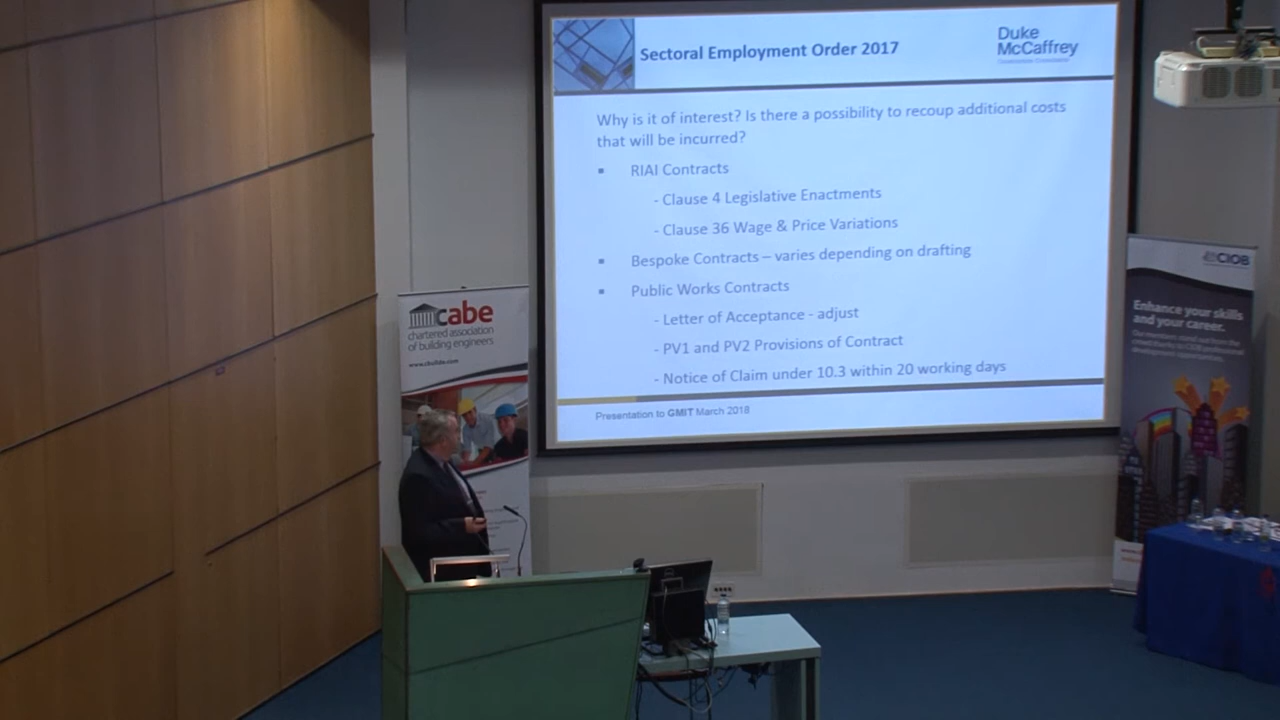 Sectoral Employment Order 2017
Duke
McCaffrey
Why is it of interest? Is there a possibility to recoup additional costs
that will be incurred?
▪ RIAI Contracts
- Clause 4 Legislative Enactments
- Clause 36 Wage & Price Variations
▪ Bespoke Contracts – varies depending on drafting
▪ Public Works Contracts
- Letter of Acceptance - adjust
- PV1 and PV2 Provisions of Contract
- Notice of Claim under 10.3 within 20 working days
Presentation to GMIT March 2018
cabe
chartered association
of building engineers
CIOB
Enhance your skills
and your career.